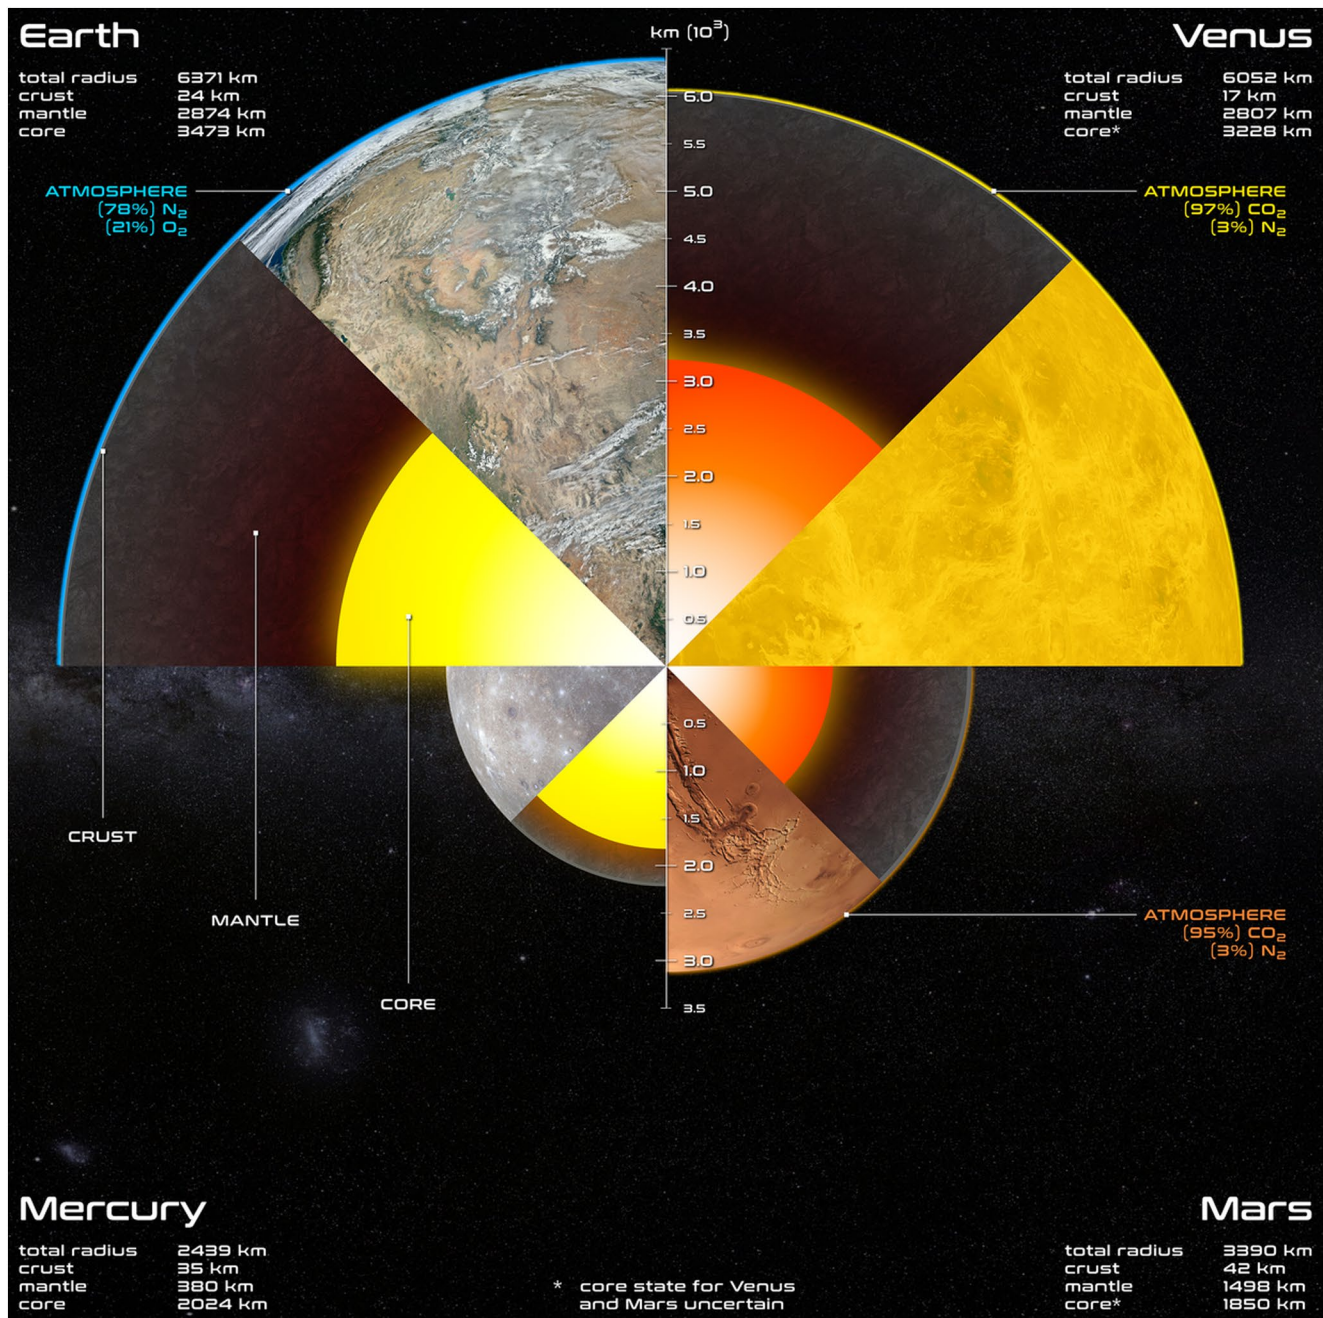 Earth
total radius 6371 km
crust 24 km
mantle 2874 km
core 3473 km
ATMOSPHERE
(78%) N₂
(21%) O₂
km (10³)
Venus
total radius 6052 km
crust 17 km
mantle 2807 km
core* 3228 km
ATMOSPHERE
(97%) CO₂
(3%) N₂
6.0
5.5
5.0
4.5
4.0
3.5
3.0
2.5
2.0
1.5
1.0
0.5
0.5
1.0
1.5
2.0
2.5
3.0
3.5
CRUST
MANTLE
CORE
ATMOSPHERE
(95%) CO₂
(3%) N₂
Mercury
total radius 2439 km
crust 35 km
mantle 380 km
core 2024 km
* core state for Venus
and Mars uncertain
Mars
total radius 3390 km
crust 42 km
mantle 1498 km
core* 1850 km